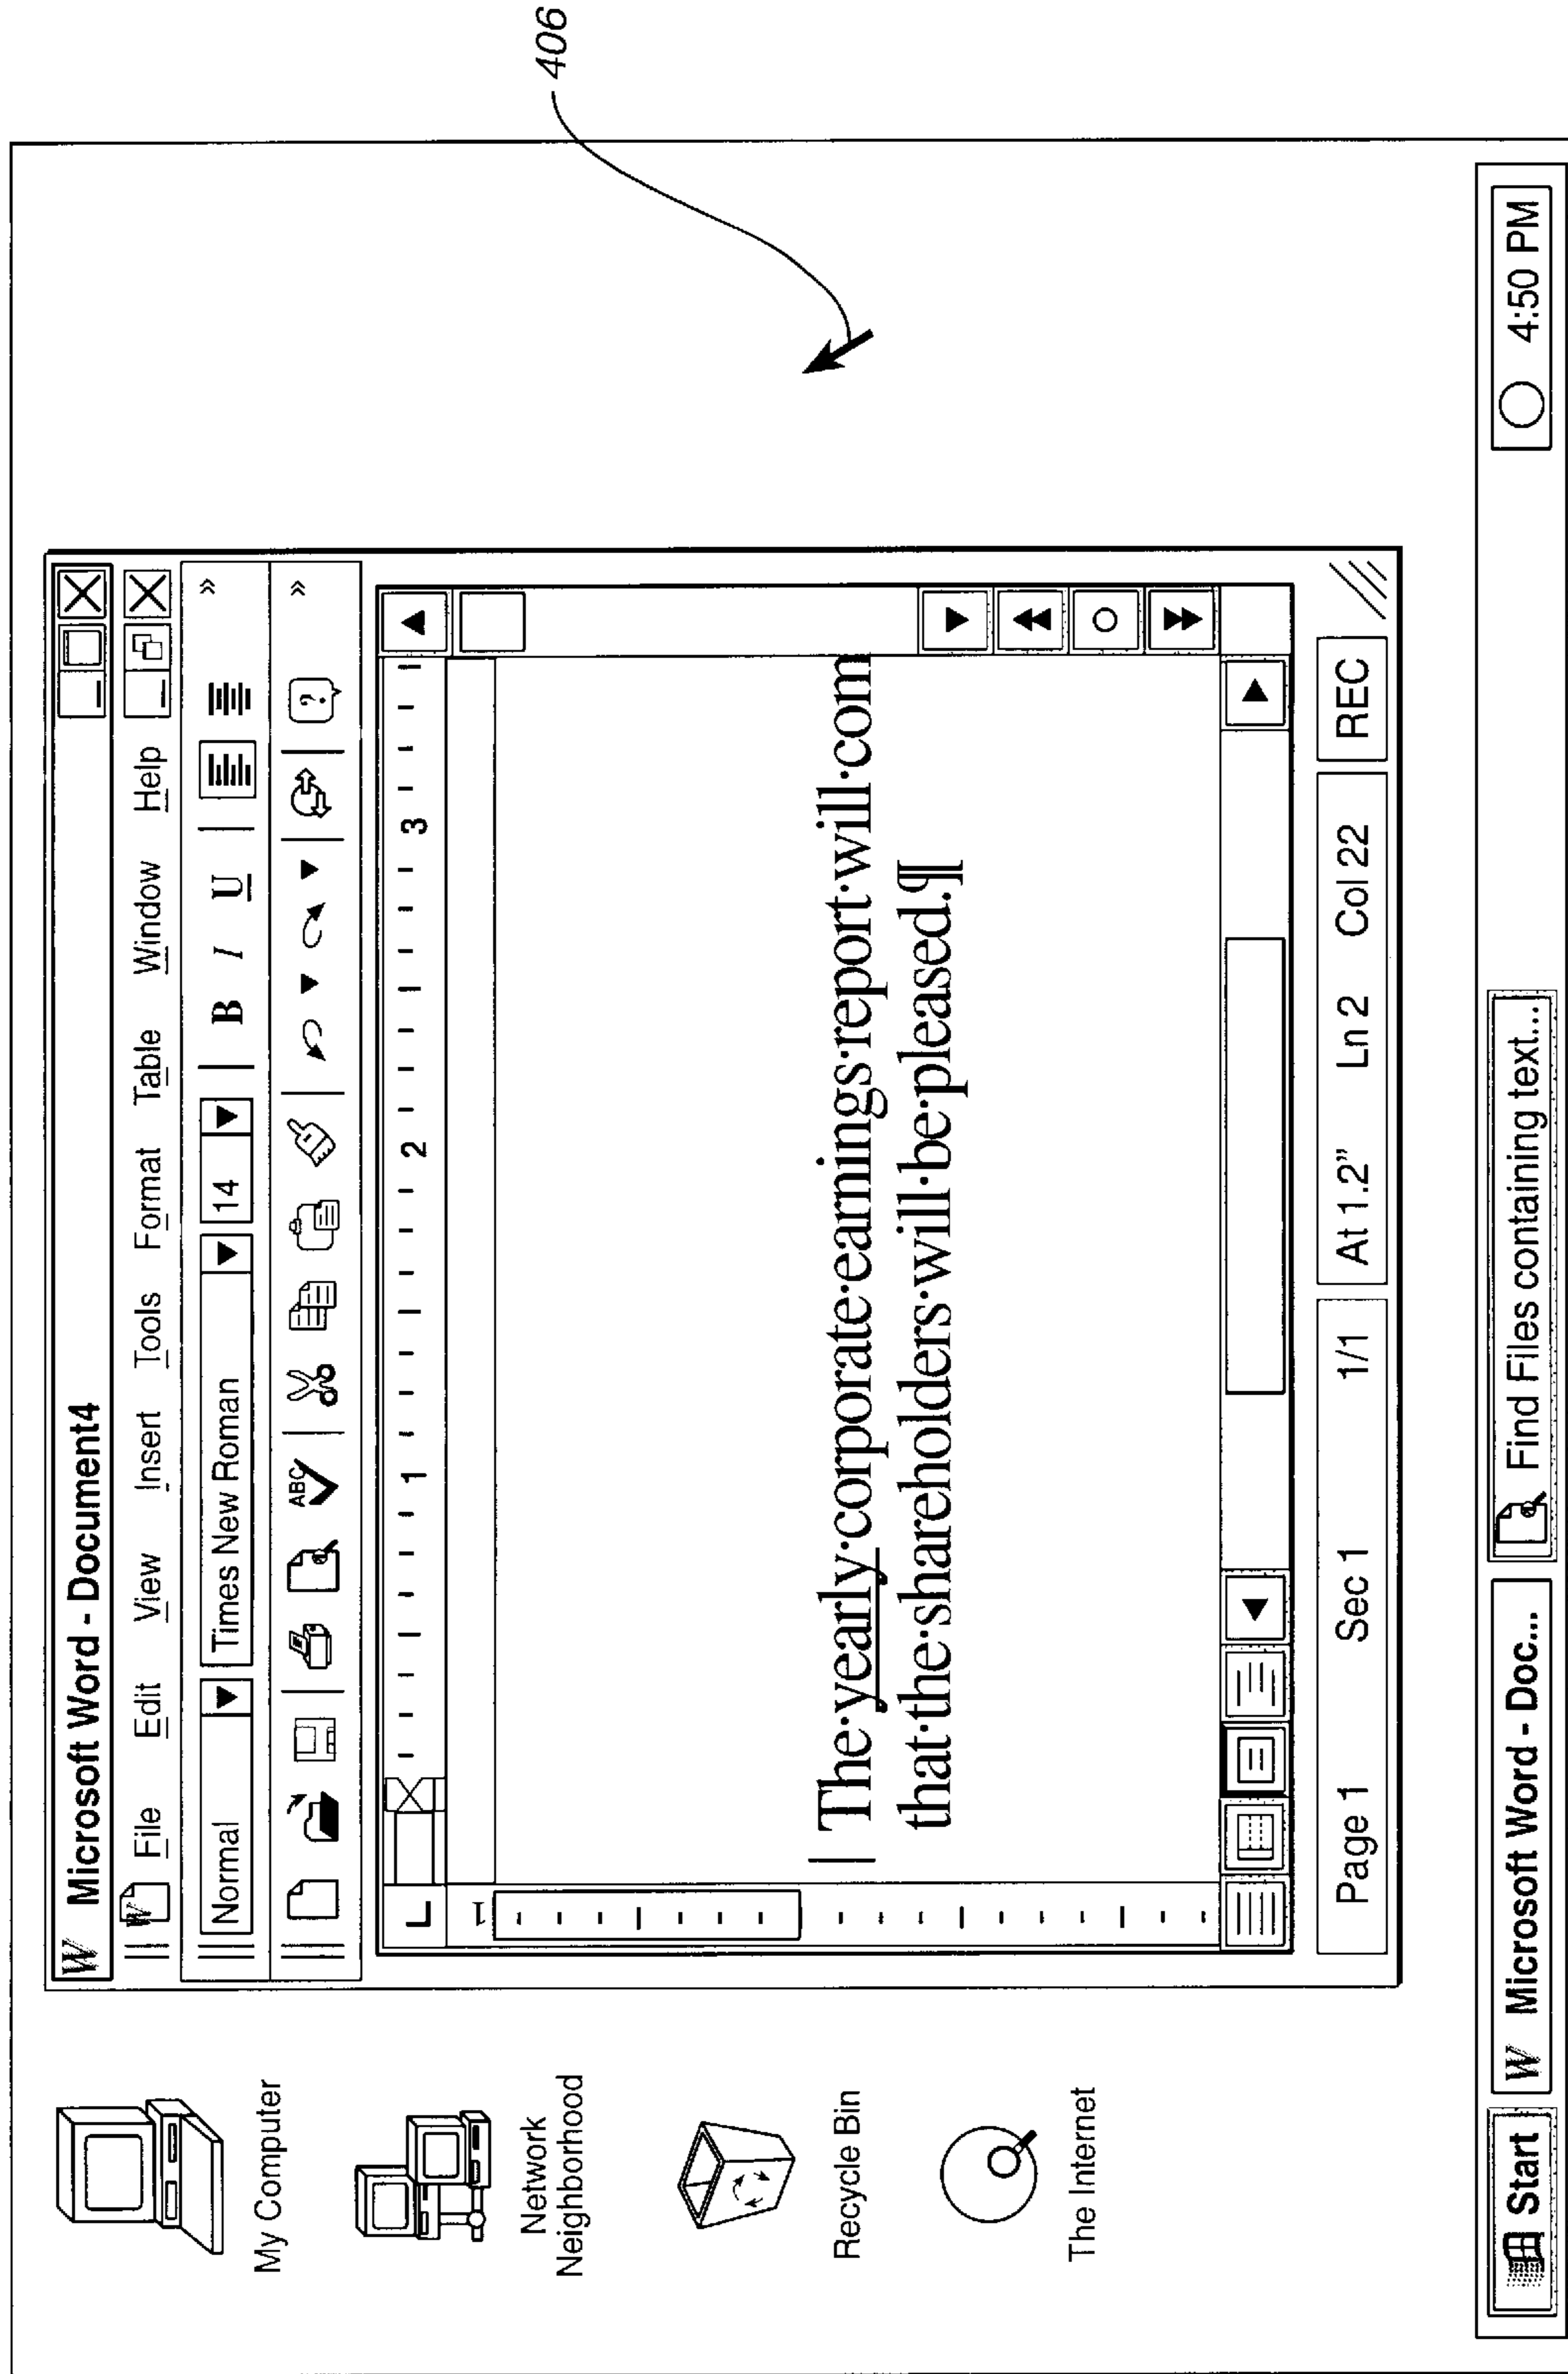 W Microsoft Word - Document4
W File Edit View Insert Tools Format Table Window Help
Normal Times New Roman 14 B I U »
ABC ? »
L 1 2 3
1
The·yearly·corporate·earnings·report·will·com
that·the·shareholders·will·be·pleased.¶
Page 1 Sec 1 1/1 At 1.2” Ln 2 Col 22 REC
My Computer
Network
Neighborhood
Recycle Bin
The Internet
406
Start W Microsoft Word - Doc... Find Files containing text... 4:50 PM